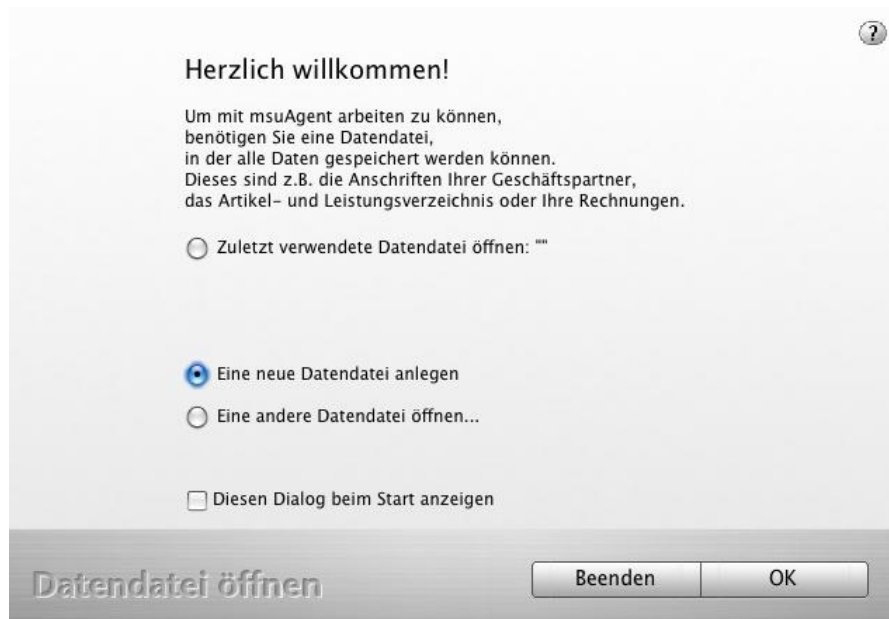 ?
Herzlich willkommen!
Um mit msuAgent arbeiten zu können,
benötigen Sie eine Datendatei,
in der alle Daten gespeichert werden können.
Dieses sind z.B. die Anschriften Ihrer Geschäftspartner,
das Artikel- und Leistungsverzeichnis oder Ihre Rechnungen.
Zuletzt verwendete Datendatei öffnen: ""
Eine neue Datendatei anlegen
Eine andere Datendatei öffnen...
Diesen Dialog beim Start anzeigen
Datendatei öffnen
Beenden OK